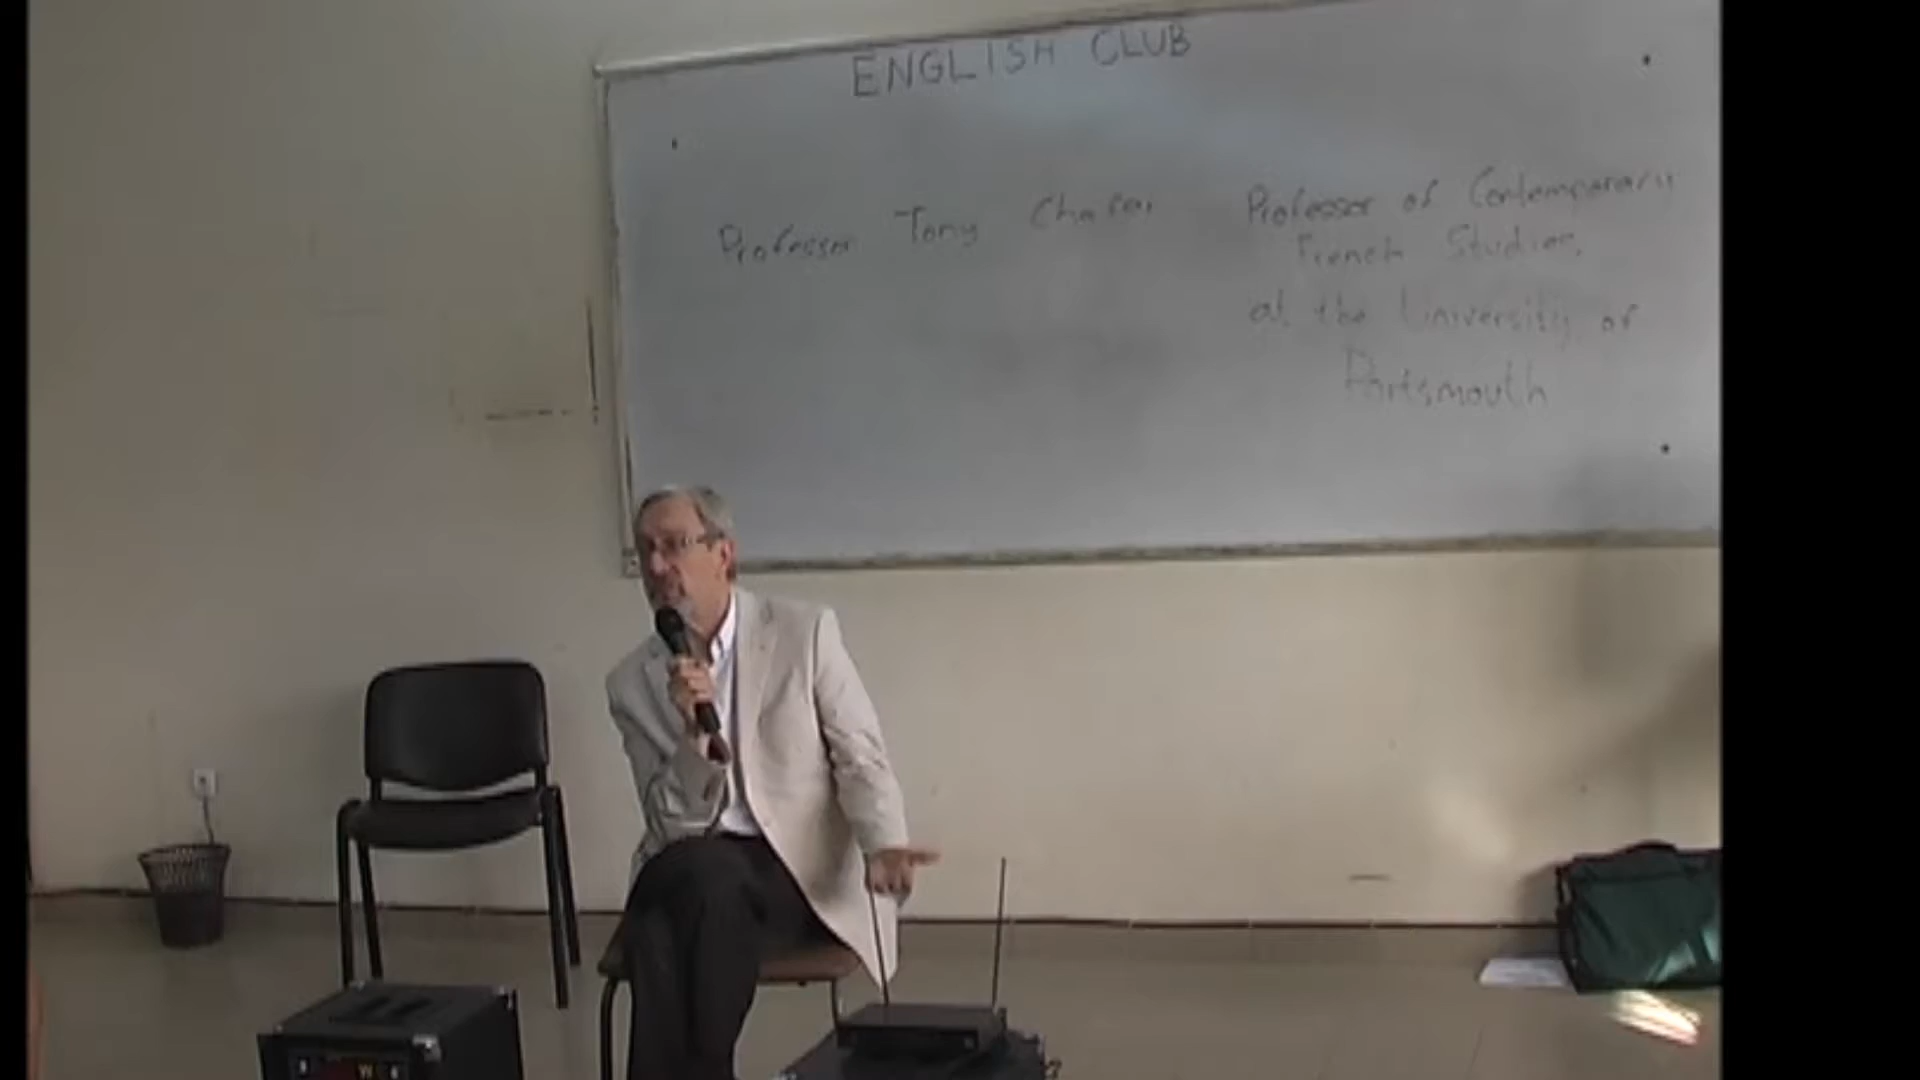 ENGLISH CLUB
Professor Tony Chafer
Professor of Contemporary
French Studies,
at the University of
Portsmouth